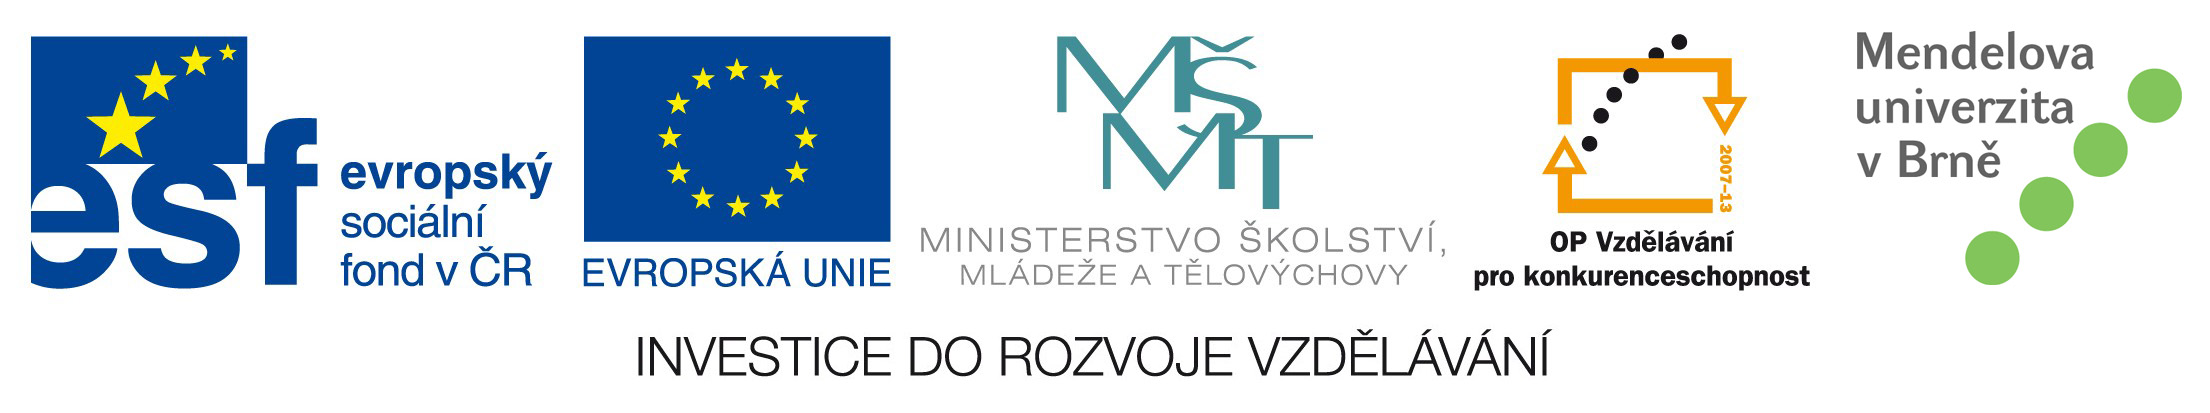 esf
evropský
sociální
fond v ČR
EVROPSKÁ UNIE
MŠMT
MINISTERSTVO ŠKOLSTVÍ,
MLÁDEŽE A TĚLOVÝCHOVY
2007-13
OP Vzdělávání
pro konkurenceschopnost
Mendelova
univerzita
v Brně
INVESTICE DO ROZVOJE VZDĚLÁVÁNÍ